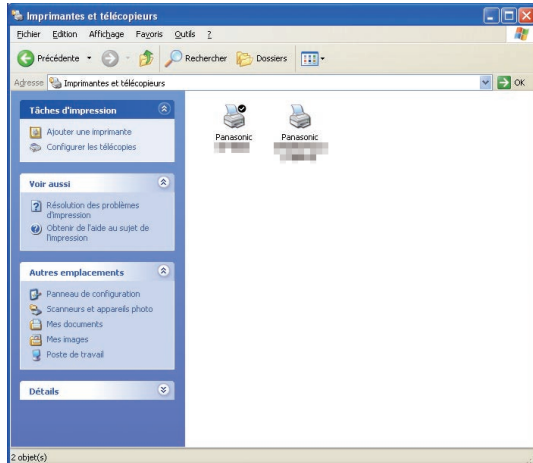 Imprimantes et télécopieurs
Fichier Edition Affichage Favoris Outils ?
Précédente Rechercher Dossiers
Adresse Imprimantes et télécopieurs OK
Tâches d'impression
Ajouter une imprimante
Configurer les télécopies
Voir aussi
Résolution des problèmes
d'impression
Obtenir de l'aide au sujet de
l'impression
Autres emplacements
Panneau de configuration
Scanneurs et appareils photo
Mes documents
Mes images
Poste de travail
Détails
Panasonic
Panasonic
2 objet(s)